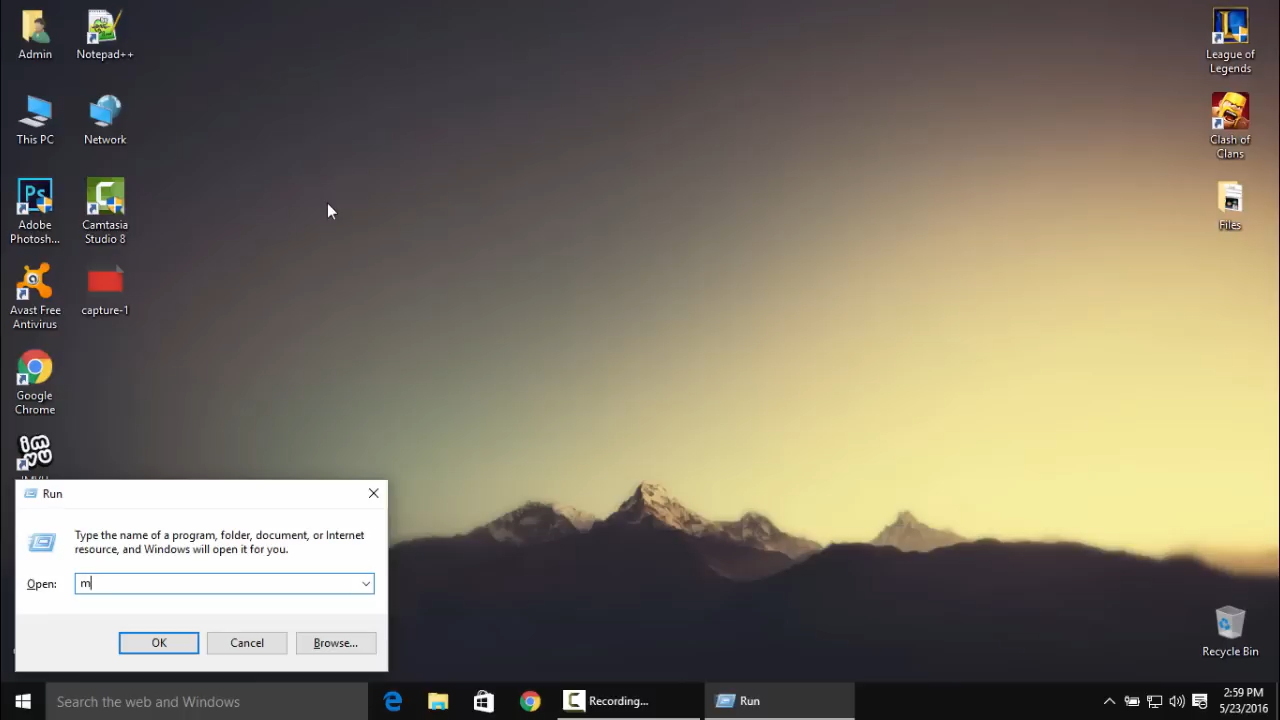 Admin
Notepad++
This PC
Network
Adobe
Photosh...
Camtasia
Studio 8
Avast Free
Antivirus
capture-1
Google
Chrome
League of
Legends
Clash of
Clans
Files
Recycle Bin
Run
Type the name of a program, folder, document, or Internet
resource, and Windows will open it for you.
Open:
m
OK
Cancel
Browse...
Search the web and Windows
Recording...
Run
2:59 PM
5/23/2016